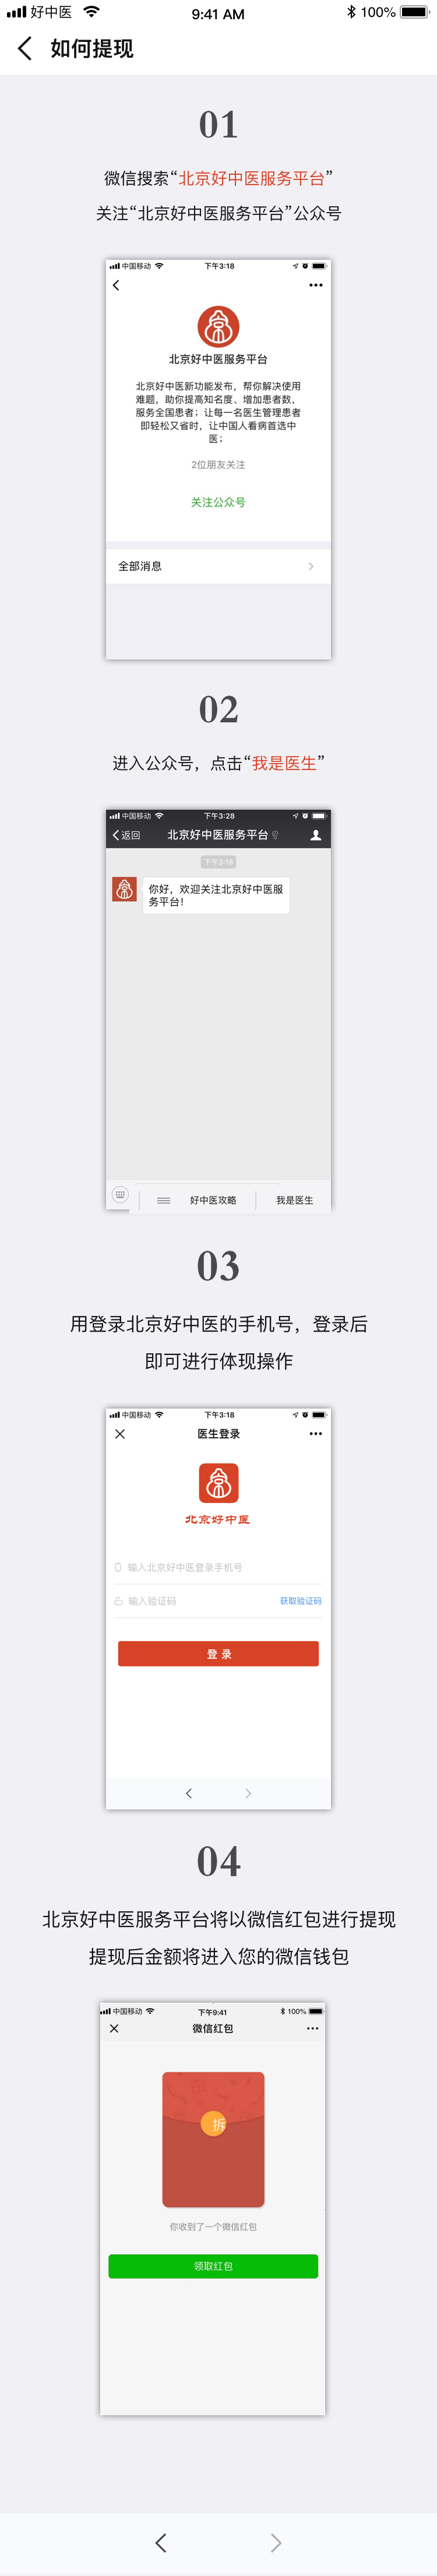 好中医 9:41 AM 100%
如何提现
01
微信搜索“北京好中医服务平台”
关注“北京好中医服务平台”公众号
中国移动 下午3:18
北京好中医服务平台
北京好中医新功能发布，帮你解决使用
难题，助你提高知名度、增加患者数，
服务全国患者；让每一名医生管理患者
即轻松又省时，让中国人看病首选中
医；
2位朋友关注
关注公众号
全部消息
02
进入公众号，点击“我是医生”
中国移动 下午3:28
返回 北京好中医服务平台
下午3:18
你好，欢迎关注北京好中医服
务平台！
好中医攻略 我是医生
03
用登录北京好中医的手机号，登录后
即可进行体现操作
中国移动 下午3:18
医生登录
北京好中医
输入北京好中医登录手机号
输入验证码 获取验证码
登 录
04
北京好中医服务平台将以微信红包进行提现
提现后金额将进入您的微信钱包
中国移动 下午9:41 100%
微信红包
拆
你收到了一个微信红包
领取红包